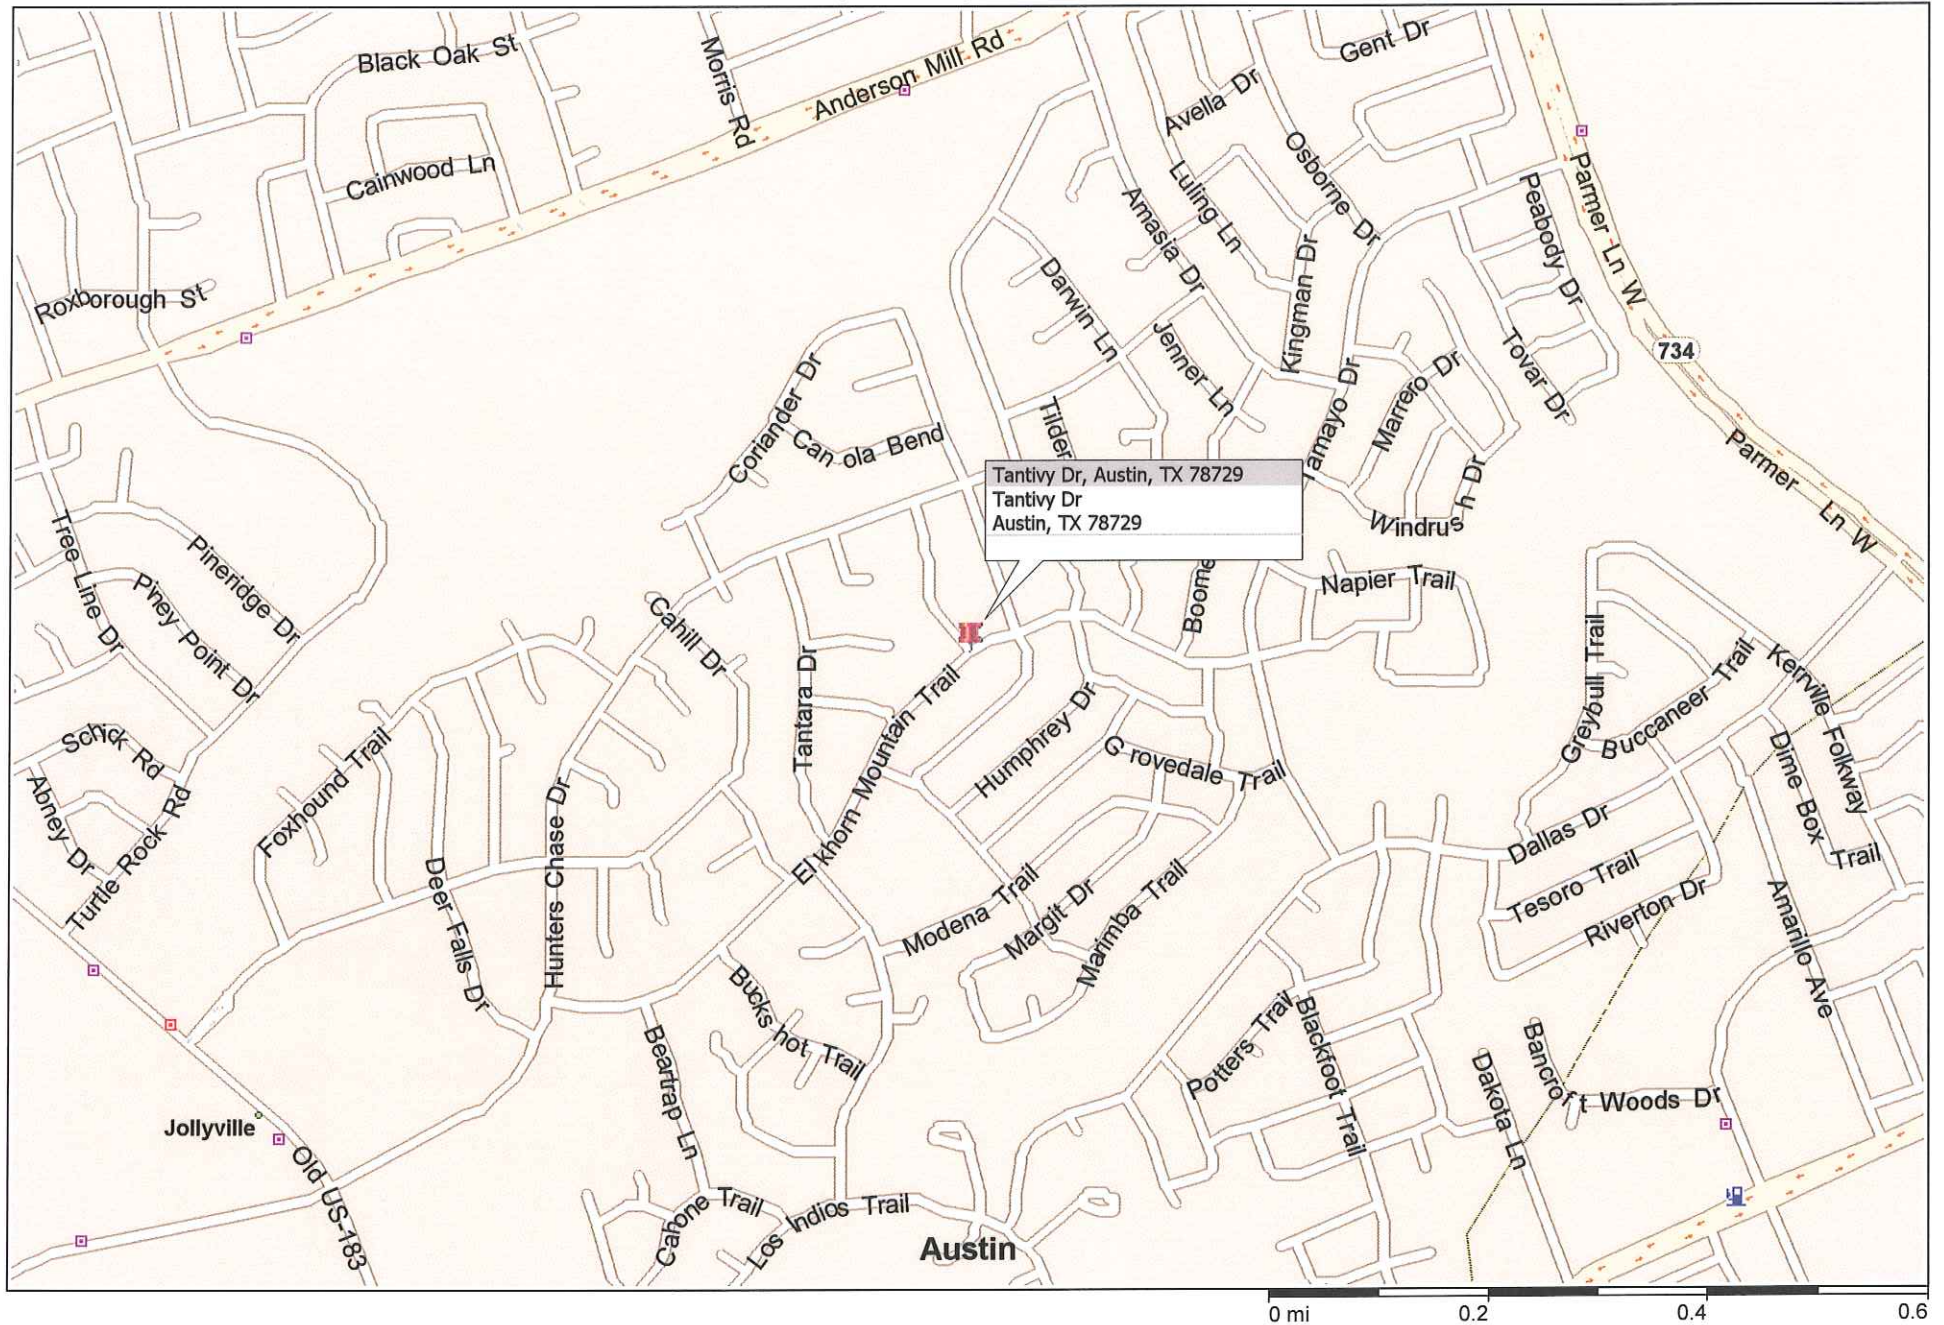 Black Oak St
Morris Rd
Anderson Mill Rd
Gent Dr
Avella Dr
Cainwood Ln
Osborne Dr
Luling Ln
Amasia Dr
Parmer Ln W
Peabody Dr
Roxborough St
Darwin Ln
Kingman Dr
Jenner Ln
Tovar Dr
734
Coriander Dr
Canola Bend
Tilder
Tamayo Dr
Marrero Dr
Parmer Ln W
Tantivy Dr, Austin, TX 78729
Tantivy Dr
Austin, TX 78729
Windrush Dr
Tree Line Dr
Pineridge Dr
Piney Point Dr
Cahill Dr
Boome
Napier Trail
Tantara Dr
Elkhorn Mountain Trail
Humphrey Dr
Grovedale Trail
Greybull Trail
Buccaneer Trail
Kerrville Folkway
Schick Rd
Abney Dr
Turtle Rock Rd
Foxhound Trail
Deer Falls Dr
Hunters Chase Dr
Dallas Dr
Dime Box Trail
Tesoro Trail
Riverton Dr
Amarillo Ave
Modena Trail
Margit Dr
Marimba Trail
Buckshot Trail
Beartrap Ln
Potters Trail
Blackfoot Trail
Dakota Ln
Bancroft Woods Dr
Jollyville
Old US-183
Cahone Trail
Los Indios Trail
Austin
0 mi 0.2 0.4 0.6